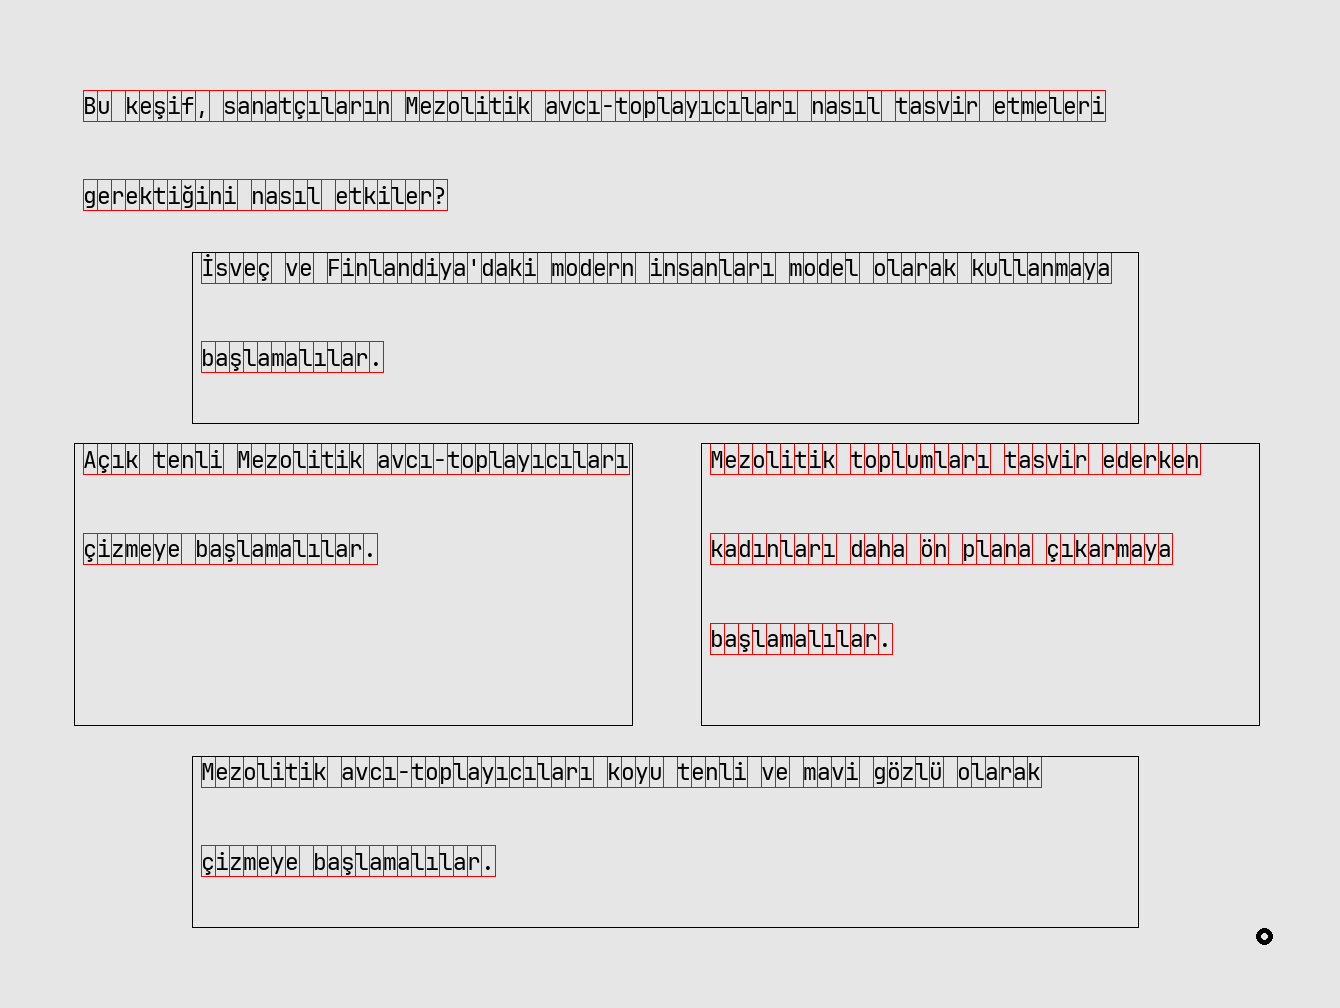 Bu keşif, sanatçıların Mezolitik avcı-toplayıcıları nasıl tasvir etmeleri
gerektiğini nasıl etkiler?
İsveç ve Finlandiya'daki modern insanları model olarak kullanmaya
başlamalılar.
Açık tenli Mezolitik avcı-toplayıcıları
çizmeye başlamalılar.
Mezolitik toplumları tasvir ederken
kadınları daha ön plana çıkarmaya
başlamalılar.
Mezolitik avcı-toplayıcıları koyu tenli ve mavi gözlü olarak
çizmeye başlamalılar.